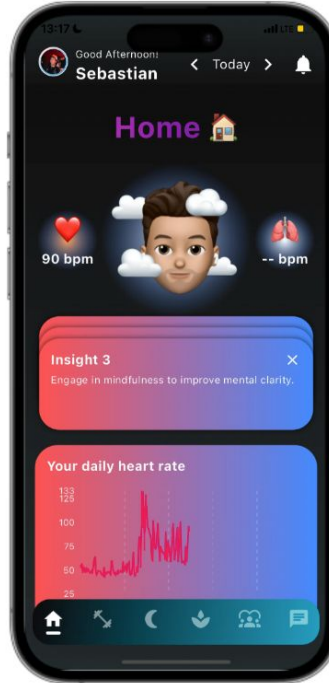 13:17
LTE
Good Afternoon!
Sebastian
Today
Home
90 bpm
-- bpm
Insight 3
Engage in mindfulness to improve mental clarity.
Your daily heart rate
133
125
100
75
50
25